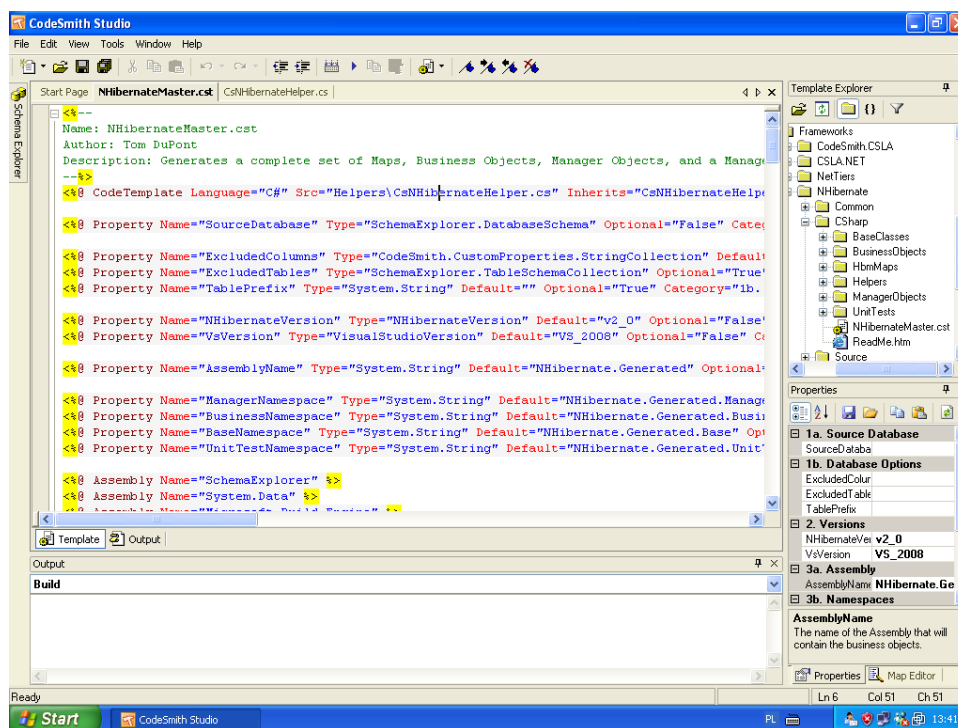 CodeSmith Studio
File Edit View Tools Window Help
Start Page NHibernateMaster.cst CsNHibernateHelper.cs
Schema Explorer
<%--
Name: NHibernateMaster.cst
Author: Tom DuPont
Description: Generates a complete set of Maps, Business Objects, Manager Objects, and a Manage
--%>
<%@ CodeTemplate Language="C#" Src="Helpers\CsNHibernateHelper.cs" Inherits="CsNHibernateHelpe
<%@ Property Name="SourceDatabase" Type="SchemaExplorer.DatabaseSchema" Optional="False" Categ
<%@ Property Name="ExcludedColumns" Type="CodeSmith.CustomProperties.StringCollection" Default
<%@ Property Name="ExcludedTables" Type="SchemaExplorer.TableSchemaCollection" Optional="True"
<%@ Property Name="TablePrefix" Type="System.String" Default="" Optional="True" Category="1b.
<%@ Property Name="NHibernateVersion" Type="NHibernateVersion" Default="v2_0" Optional="False"
<%@ Property Name="VsVersion" Type="VisualStudioVersion" Default="VS_2008" Optional="False" Ca
<%@ Property Name="AssemblyName" Type="System.String" Default="NHibernate.Generated" Optional=
<%@ Property Name="ManagerNamespace" Type="System.String" Default="NHibernate.Generated.Manage
<%@ Property Name="BusinessNamespace" Type="System.String" Default="NHibernate.Generated.Busin
<%@ Property Name="BaseNamespace" Type="System.String" Default="NHibernate.Generated.Base" Opt
<%@ Property Name="UnitTestNamespace" Type="System.String" Default="NHibernate.Generated.Unit
<%@ Assembly Name="SchemaExplorer" %>
<%@ Assembly Name="System.Data" %>
<%@ Assembly Name="Microsoft.Build.Engine" %>
Template Output
Output
Build
Template Explorer
Frameworks
CodeSmith.CSLA
CSLA.NET
NetTiers
NHibernate
Common
CSharp
BaseClasses
BusinessObjects
HbmMaps
Helpers
ManagerObjects
UnitTests
NHibernateMaster.cst
ReadMe.htm
Source
Properties
1a. Source Database
SourceDataba
1b. Database Options
ExcludedColur
ExcludedTable
TablePrefix
2. Versions
NHibernateVer v2_0
VsVersion VS_2008
3a. Assembly
AssemblyName NHibernate.Ge
3b. Namespaces
AssemblyName
The name of the Assembly that will
contain the business objects.
Properties Map Editor
Ready Ln 6 Col 51 Ch 51
Start CodeSmith Studio PL 13:41